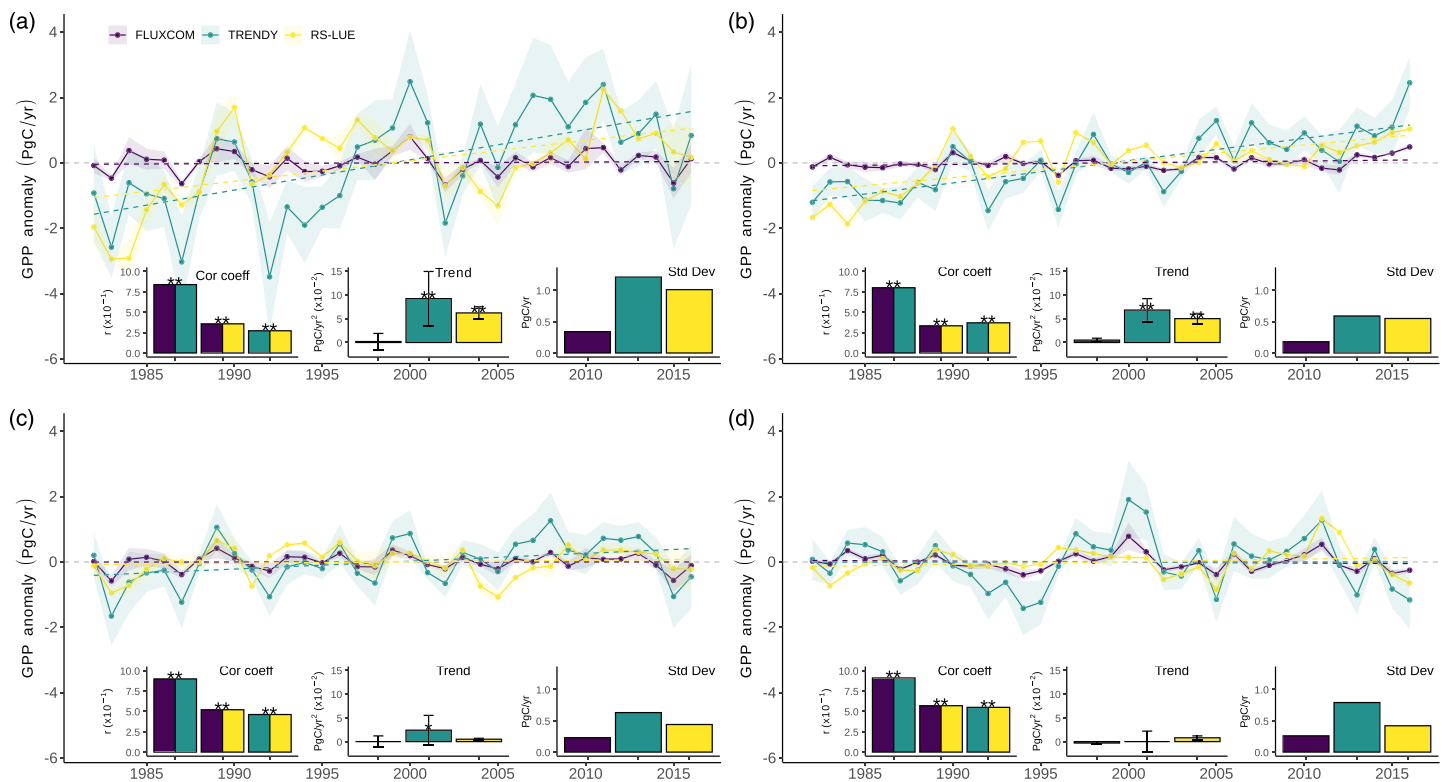 (a)
FLUXCOM TRENDY RS-LUE
GPP anomaly (PgC/yr)
4
2
0
-2
-4
-6
1985 1990 1995 2000 2005 2010 2015
Cor coeff
r (x10−1)
10.0
7.5
5.0
2.5
0.0
** ** **
Trend
PgC/yr2 (x10−2)
15
10
5
0
** **
Std Dev
PgC/yr
1.0
0.5
0.0
(b)
GPP anomaly (PgC/yr)
4
2
0
-2
-4
-6
1985 1990 1995 2000 2005 2010 2015
Cor coeff
r (x10−1)
10.0
7.5
5.0
2.5
0.0
** ** **
Trend
PgC/yr2 (x10−2)
15
10
5
0
** **
Std Dev
PgC/yr
1.0
0.5
0.0
(c)
GPP anomaly (PgC/yr)
4
2
0
-2
-4
-6
1985 1990 1995 2000 2005 2010 2015
Cor coeff
r (x10−1)
10.0
7.5
5.0
2.5
0.0
** ** **
Trend
PgC/yr2 (x10−2)
15
10
5
0
*
Std Dev
PgC/yr
1.0
0.5
0.0
(d)
GPP anomaly (PgC/yr)
4
2
0
-2
-4
-6
1985 1990 1995 2000 2005 2010 2015
Cor coeff
r (x10−1)
10.0
7.5
5.0
2.5
0.0
** ** **
Trend
PgC/yr2 (x10−2)
15
10
5
0
Std Dev
PgC/yr
1.0
0.5
0.0